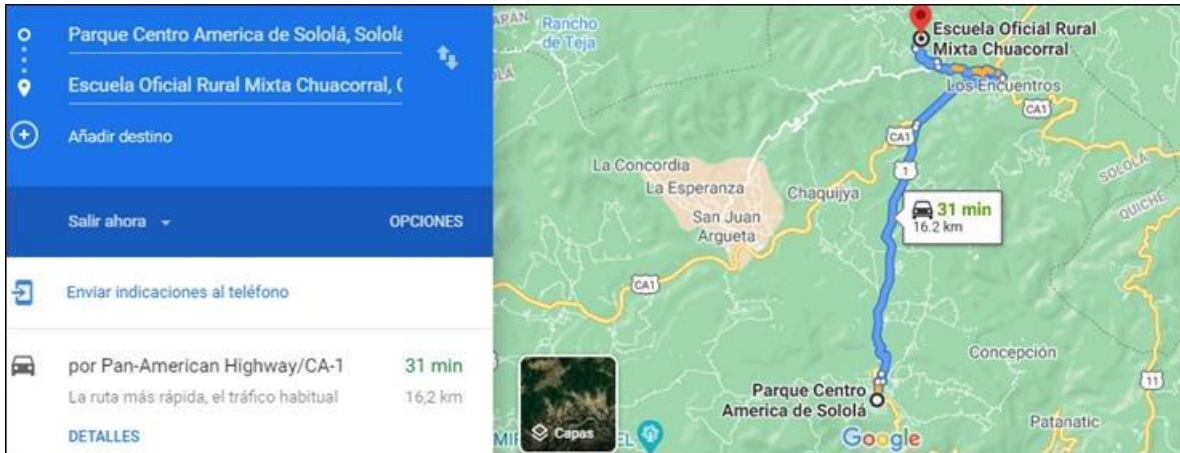 Parque Centro America de Sololá, Solola
Escuela Oficial Rural Mixta Chuacorral, (
Añadir destino
Salir ahora
OPCIONES
Enviar indicaciones al teléfono
por Pan-American Highway/CA-1
31 min
La ruta más rápida, el tráfico habitual
16,2 km
DETALLES
Rancho
de Teja
Escuela Oficial Rural
Mixta Chuacorral
Los Encuentros
CA1
CA1
1
SOLOLÁ
QUICHE
La Concordia
La Esperanza
Chaquijya
San Juan
Argueta
31 min
16.2 km
CA1
Concepción
11
Parque Centro
America de Sololá
Patanatic
Capas
Google